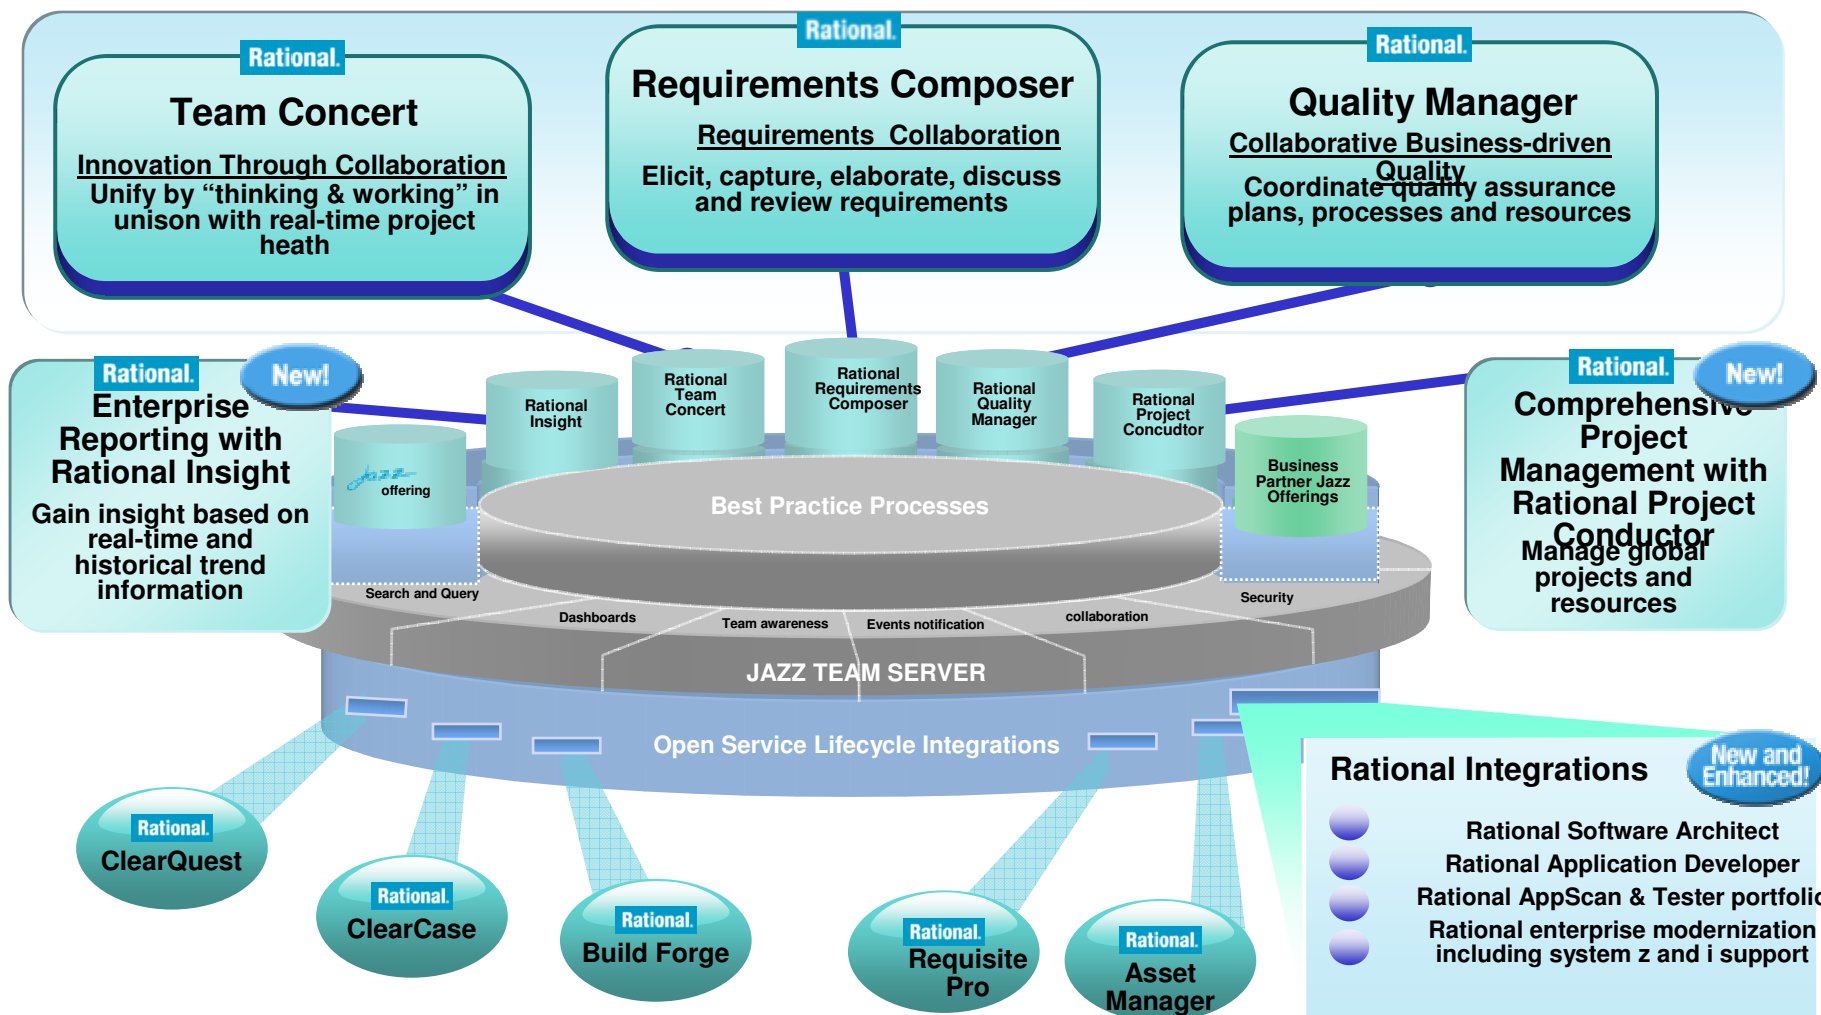 Rational.
Team Concert
Innovation Through Collaboration
Unify by “thinking & working” in
unison with real-time project
heath
Rational.
Requirements Composer
Requirements Collaboration
Elicit, capture, elaborate, discuss
and review requirements
Rational.
Quality Manager
Collaborative Business-driven
Quality
Coordinate quality assurance
plans, processes and resources
Rational.
New!
Enterprise
Reporting with
Rational Insight
Gain insight based on
real-time and
historical trend
information
Jazz
offering
Rational
Insight
Rational
Team
Concert
Rational
Requirements
Composer
Rational
Quality
Manager
Rational
Project
Concudtor
Business
Partner Jazz
Offerings
Rational.
New!
Comprehensive
Project
Management with
Rational Project
Conductor
Manage global
projects and
resources
Best Practice Processes
Search and Query
Dashboards
Team awareness
Events notification
collaboration
Security
JAZZ TEAM SERVER
Open Service Lifecycle Integrations
Rational.
ClearQuest
Rational.
ClearCase
Rational.
Build Forge
Rational.
Requisite
Pro
Rational.
Asset
Manager
Rational Integrations
New and
Enhanced!
Rational Software Architect
Rational Application Developer
Rational AppScan & Tester portfolio
Rational enterprise modernization
including system z and i support